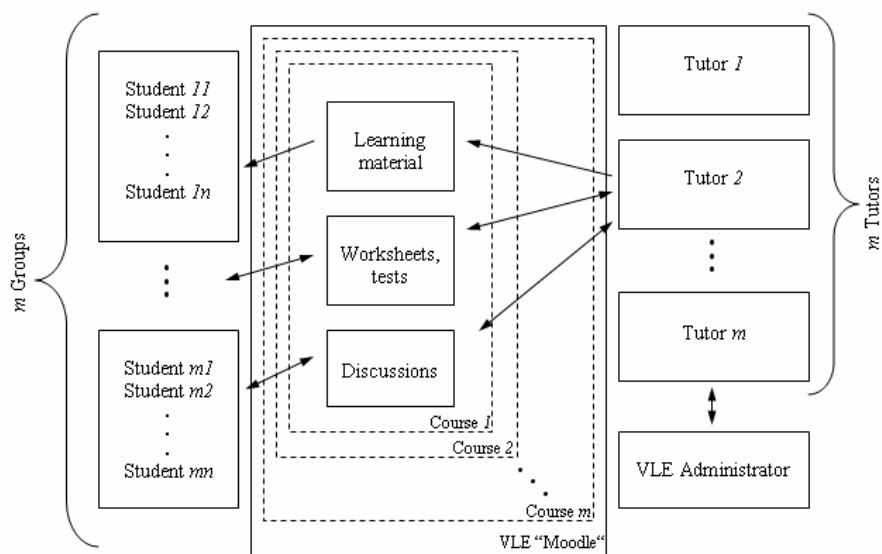 m Groups
Student 11
Student 12
.
.
.
.
Student 1n
Student m1
Student m2
.
.
.
.
Student mn
Learning
material
Worksheets,
tests
Discussions
Course 1
Course 2
Course m
VLE “Moodle“
Tutor 1
Tutor 2
Tutor m
VLE Administrator
m Tutors